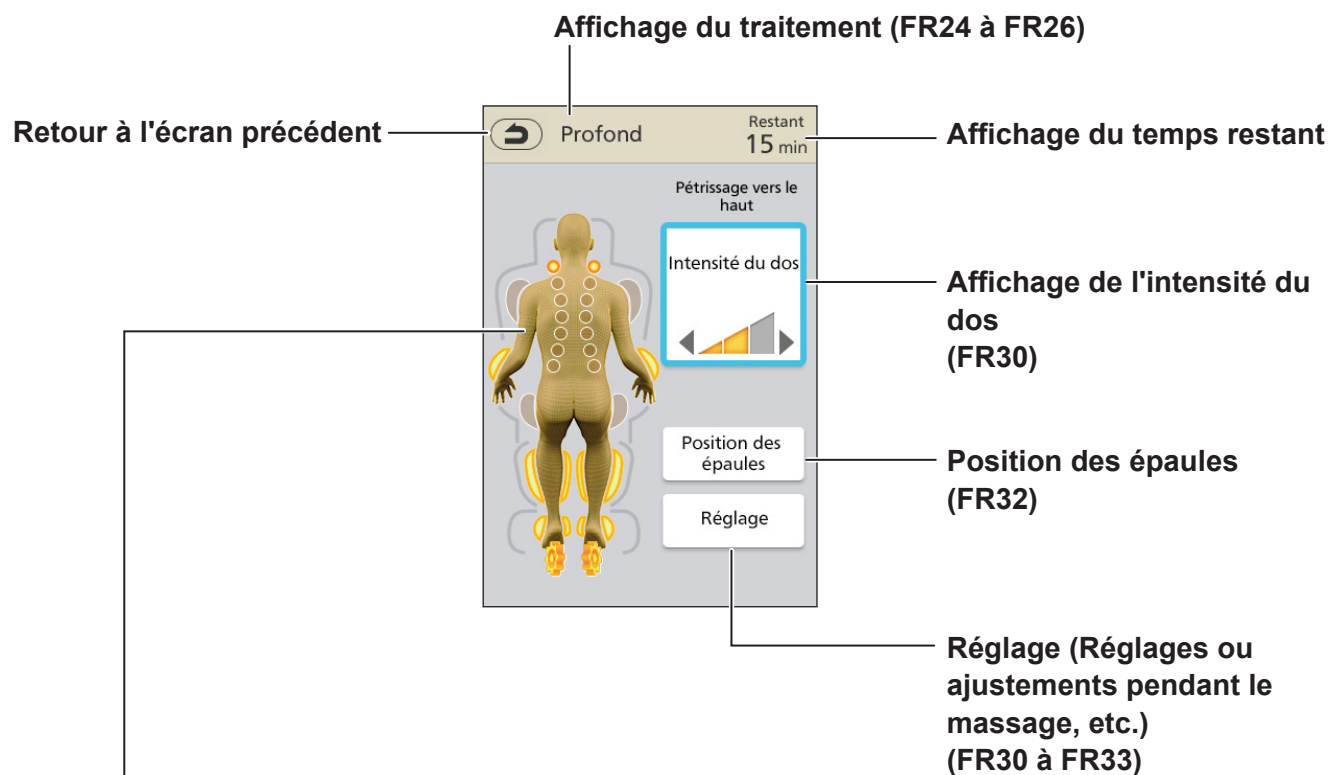 Affichage du traitement (FR24 à FR26)
Retour à l'écran précédent
Profond
Restant
15 min
Affichage du temps restant
Pétrissage vers le
haut
Intensité du dos
Affichage de l'intensité du
dos
(FR30)
Position des
épaules
Position des épaules
(FR32)
Réglage
Réglage (Réglages ou
ajustements pendant le
massage, etc.)
(FR30 à FR33)